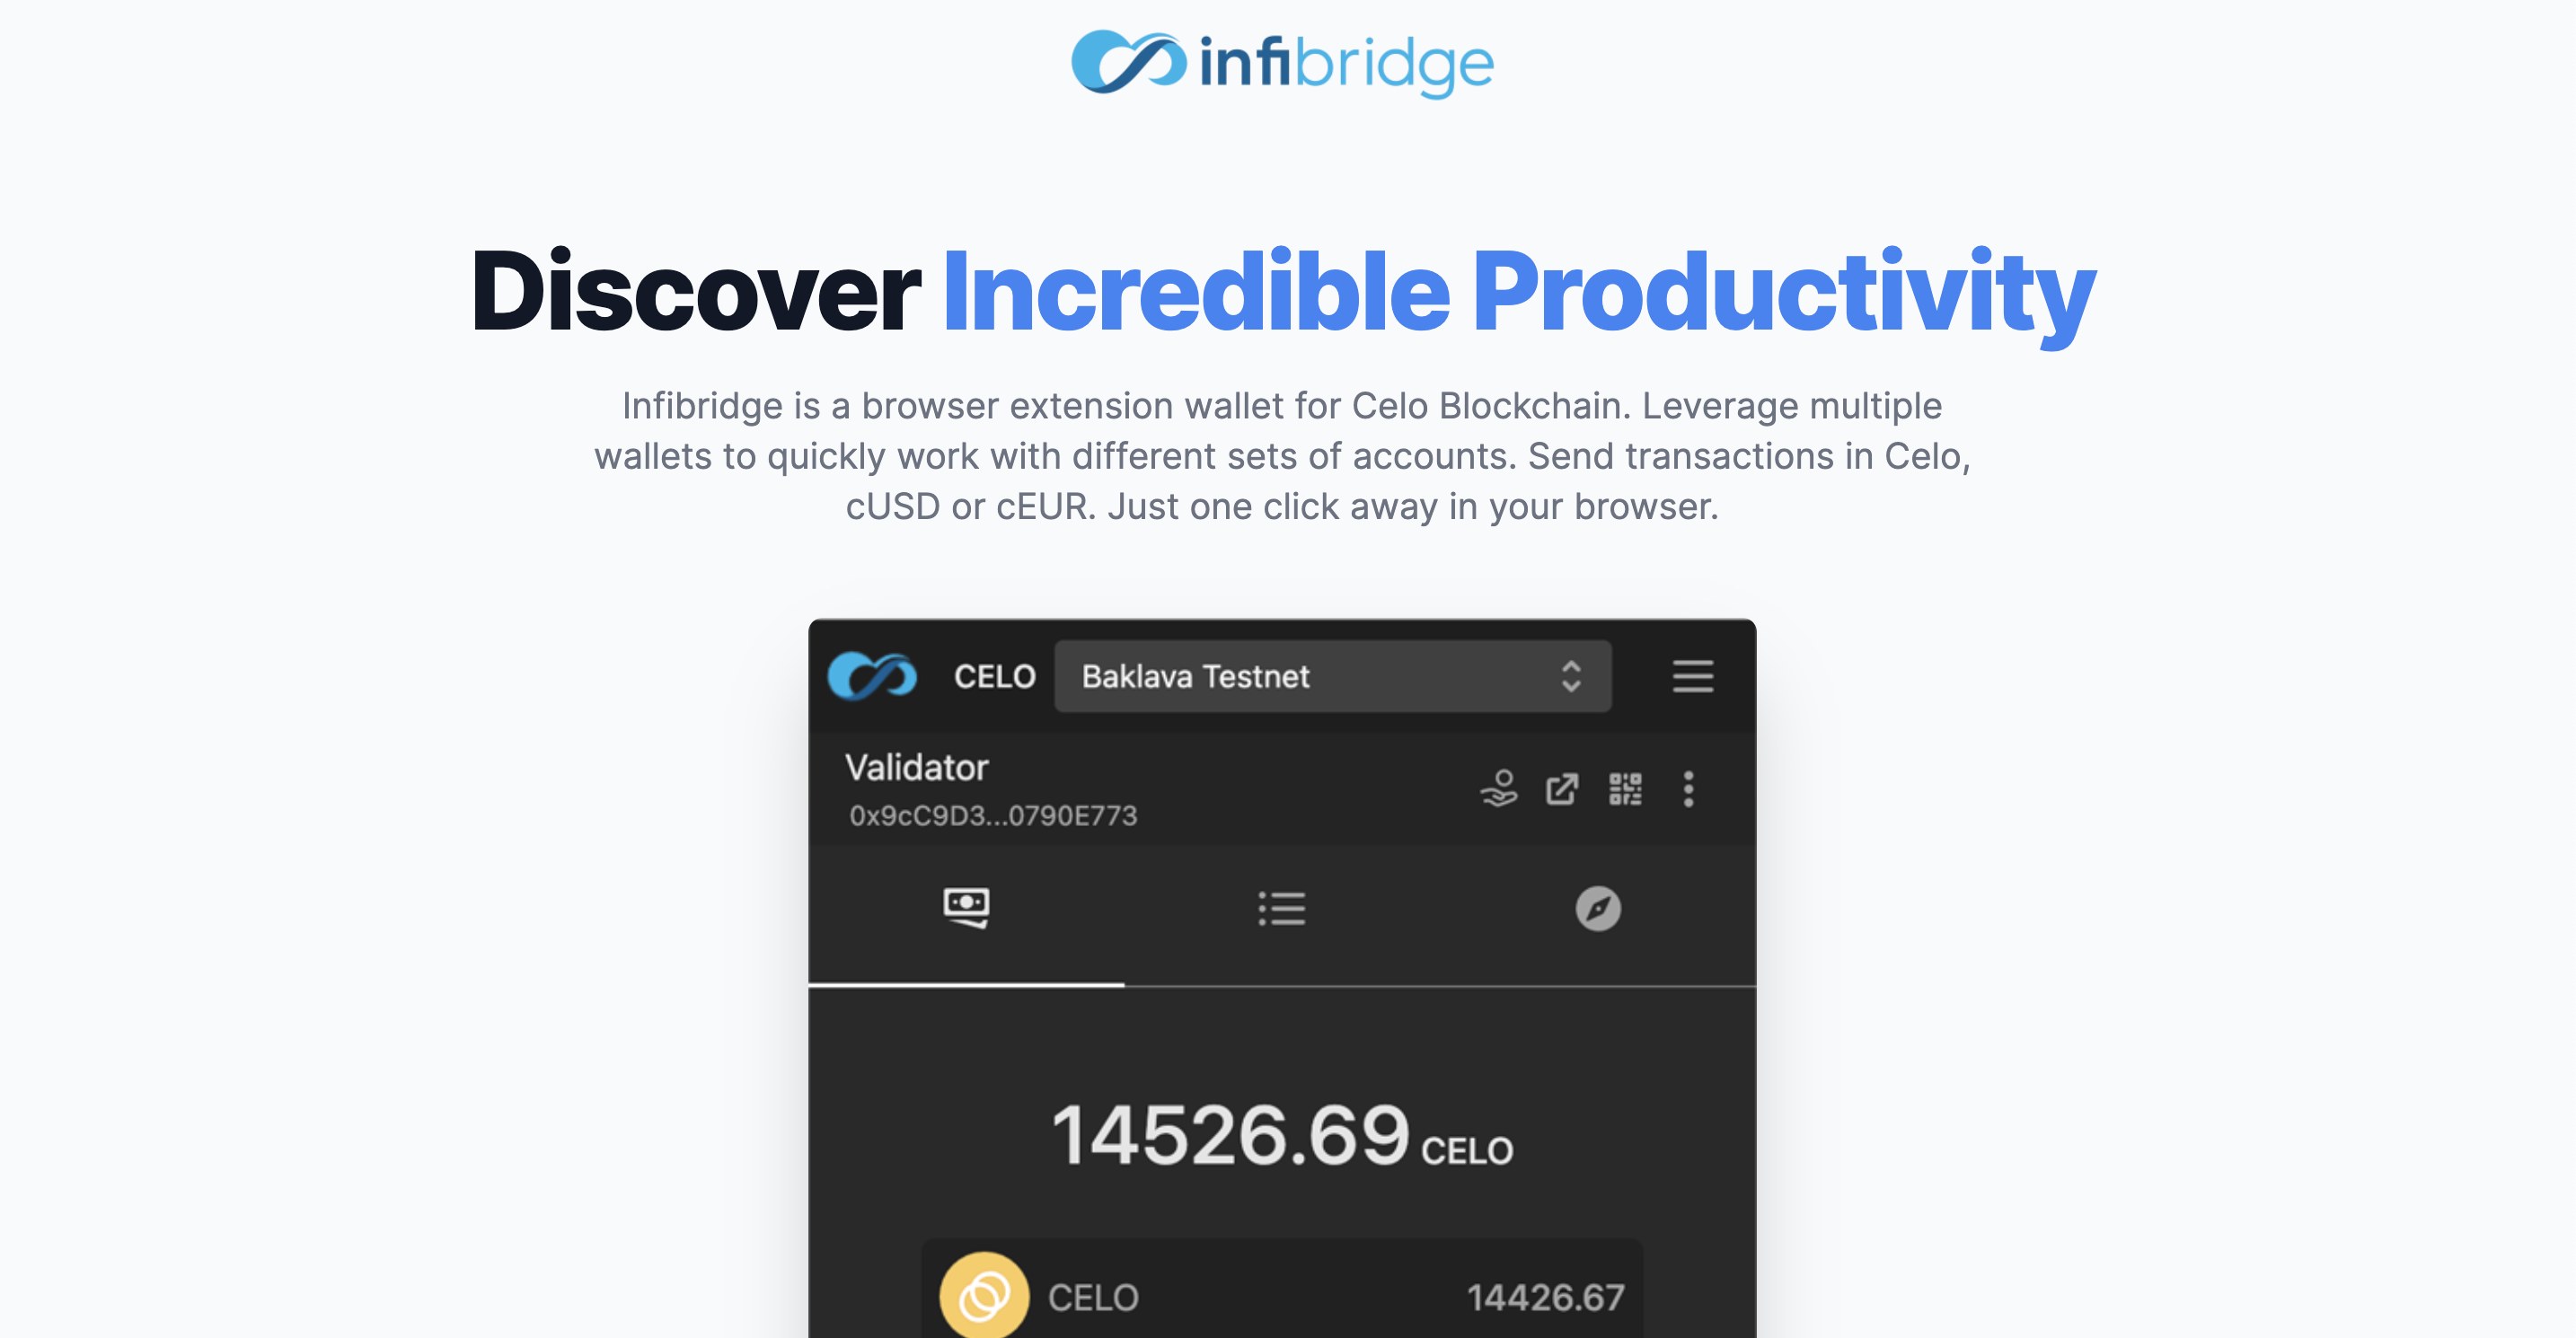 infibridge
Discover Incredible Productivity
Infibridge is a browser extension wallet for Celo Blockchain. Leverage multiple
wallets to quickly work with different sets of accounts. Send transactions in Celo,
cUSD or cEUR. Just one click away in your browser.
CELO Baklava Testnet
Validator
0x9cC9D3...0790E773
14526.69 CELO
CELO 14426.67